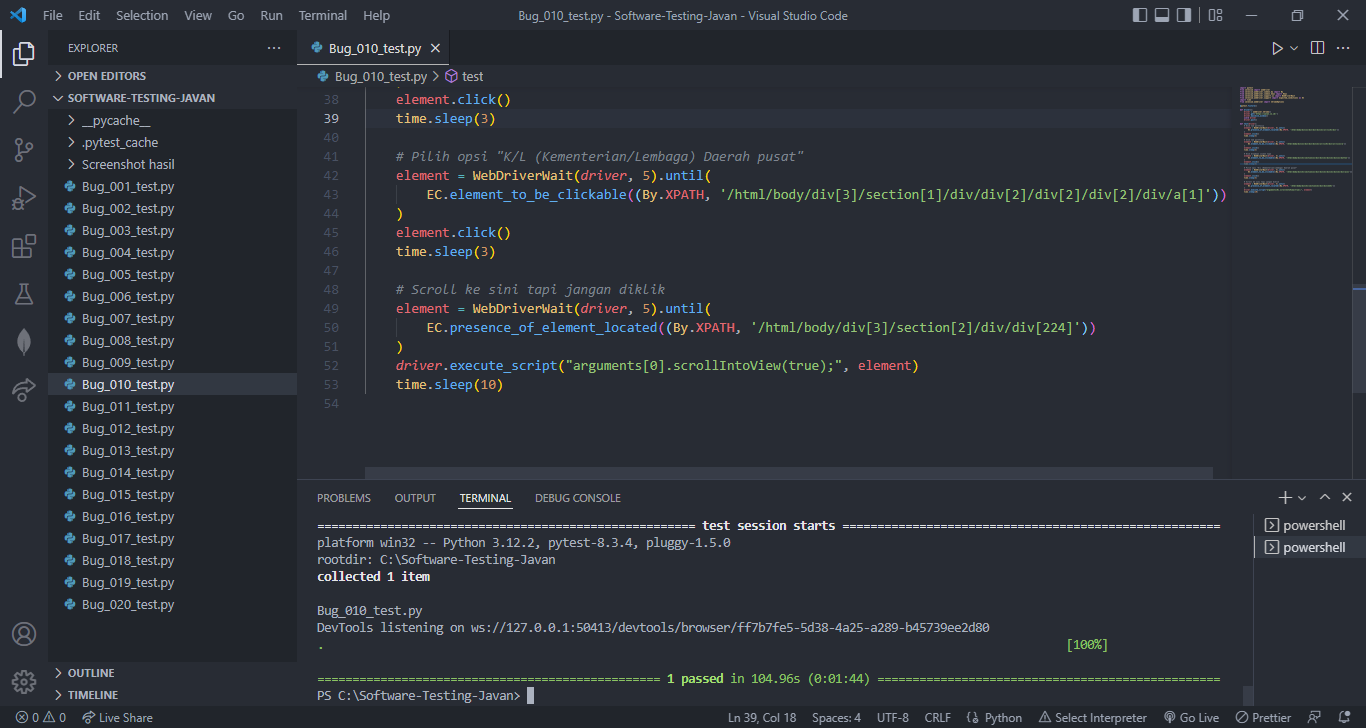 File Edit Selection View Go Run Terminal Help
Bug_010_test.py - Software-Testing-Javan - Visual Studio Code
EXPLORER
OPEN EDITORS
SOFTWARE-TESTING-JAVAN
__pycache__
.pytest_cache
Screenshot hasil
Bug_001_test.py
Bug_002_test.py
Bug_003_test.py
Bug_004_test.py
Bug_005_test.py
Bug_006_test.py
Bug_007_test.py
Bug_008_test.py
Bug_009_test.py
Bug_010_test.py
Bug_011_test.py
Bug_012_test.py
Bug_013_test.py
Bug_014_test.py
Bug_015_test.py
Bug_016_test.py
Bug_017_test.py
Bug_018_test.py
Bug_019_test.py
Bug_020_test.py
OUTLINE
TIMELINE
Bug_010_test.py
Bug_010_test.py > test
38 element.click()
39 time.sleep(3)
40
41 # Pilih opsi "K/L (Kementerian/Lembaga) Daerah pusat"
42 element = WebDriverWait(driver, 5).until(
43 EC.element_to_be_clickable((By.XPATH, '/html/body/div[3]/section[1]/div/div[2]/div[2]/div[2]/div/a[1]'))
44 )
45 element.click()
46 time.sleep(3)
47
48 # Scroll ke sini tapi jangan diklik
49 element = WebDriverWait(driver, 5).until(
50 EC.presence_of_element_located((By.XPATH, '/html/body/div[3]/section[2]/div/div[224]'))
51 )
52 driver.execute_script("arguments[0].scrollIntoView(true);", element)
53 time.sleep(10)
54
PROBLEMS OUTPUT TERMINAL DEBUG CONSOLE
====================================================== test session starts ======================================================
platform win32 -- Python 3.12.2, pytest-8.3.4, pluggy-1.5.0
rootdir: C:\Software-Testing-Javan
collected 1 item
Bug_010_test.py
DevTools listening on ws://127.0.0.1:50413/devtools/browser/ff7b7fe5-5d38-4a25-a289-b45739ee2d80
. [100%]
================================================= 1 passed in 104.96s (0:01:44) =================================================
PS C:\Software-Testing-Javan>
powershell
powershell
0 0 Live Share
Ln 39, Col 18 Spaces: 4 UTF-8 CRLF Python Select Interpreter Go Live Prettier